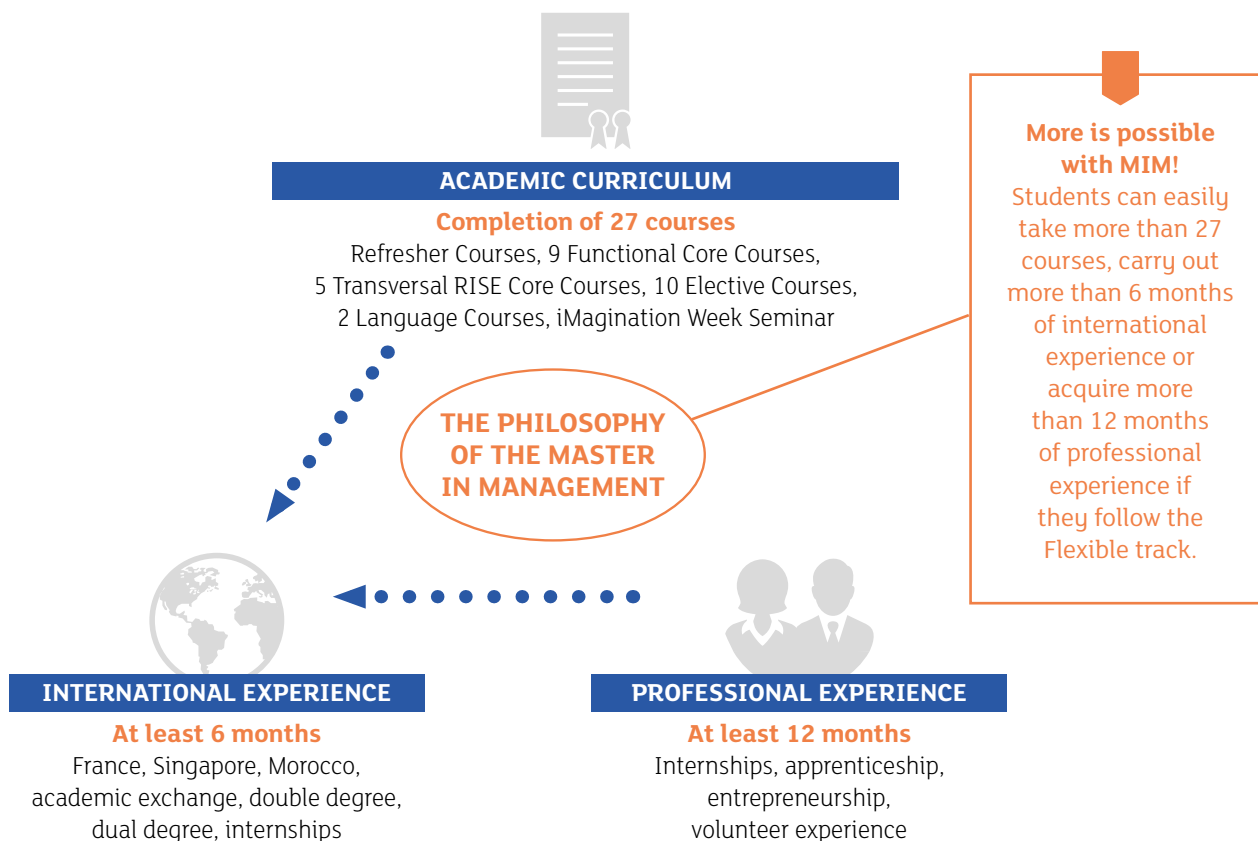 ACADEMIC CURRICULUM
Completion of 27 courses
Refresher Courses, 9 Functional Core Courses,
5 Transversal RISE Core Courses, 10 Elective Courses,
2 Language Courses, iMagination Week Seminar
THE PHILOSOPHY
OF THE MASTER
IN MANAGEMENT
More is possible
with MIM!
Students can easily
take more than 27
courses, carry out
more than 6 months
of international
experience or
acquire more
than 12 months
of professional
experience if
they follow the
Flexible track.
INTERNATIONAL EXPERIENCE
At least 6 months
France, Singapore, Morocco,
academic exchange, double degree,
dual degree, internships
PROFESSIONAL EXPERIENCE
At least 12 months
Internships, apprenticeship,
entrepreneurship,
volunteer experience